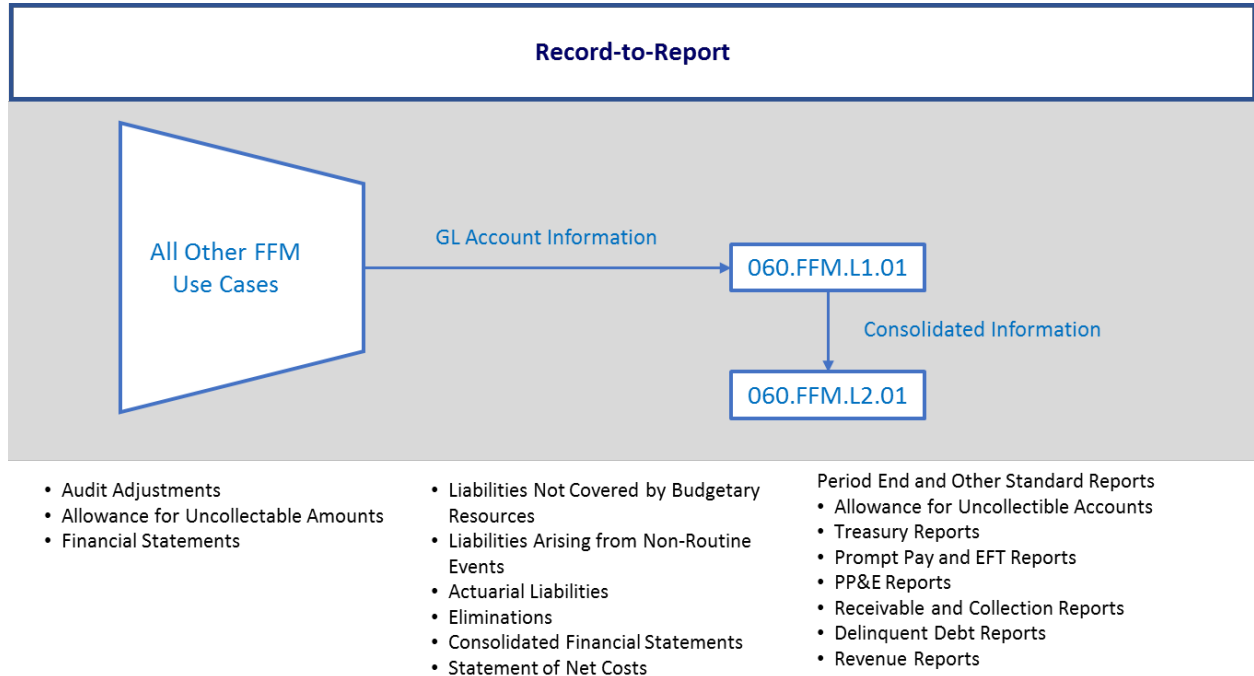 Record-to-Report
All Other FFM
Use Cases
GL Account Information
060.FFM.L1.01
Consolidated Information
060.FFM.L2.01
• Audit Adjustments
• Allowance for Uncollectable Amounts
• Financial Statements
• Liabilities Not Covered by Budgetary
Resources
• Liabilities Arising from Non-Routine
Events
• Actuarial Liabilities
• Eliminations
• Consolidated Financial Statements
• Statement of Net Costs
Period End and Other Standard Reports
• Allowance for Uncollectible Accounts
• Treasury Reports
• Prompt Pay and EFT Reports
• PP&E Reports
• Receivable and Collection Reports
• Delinquent Debt Reports
• Revenue Reports